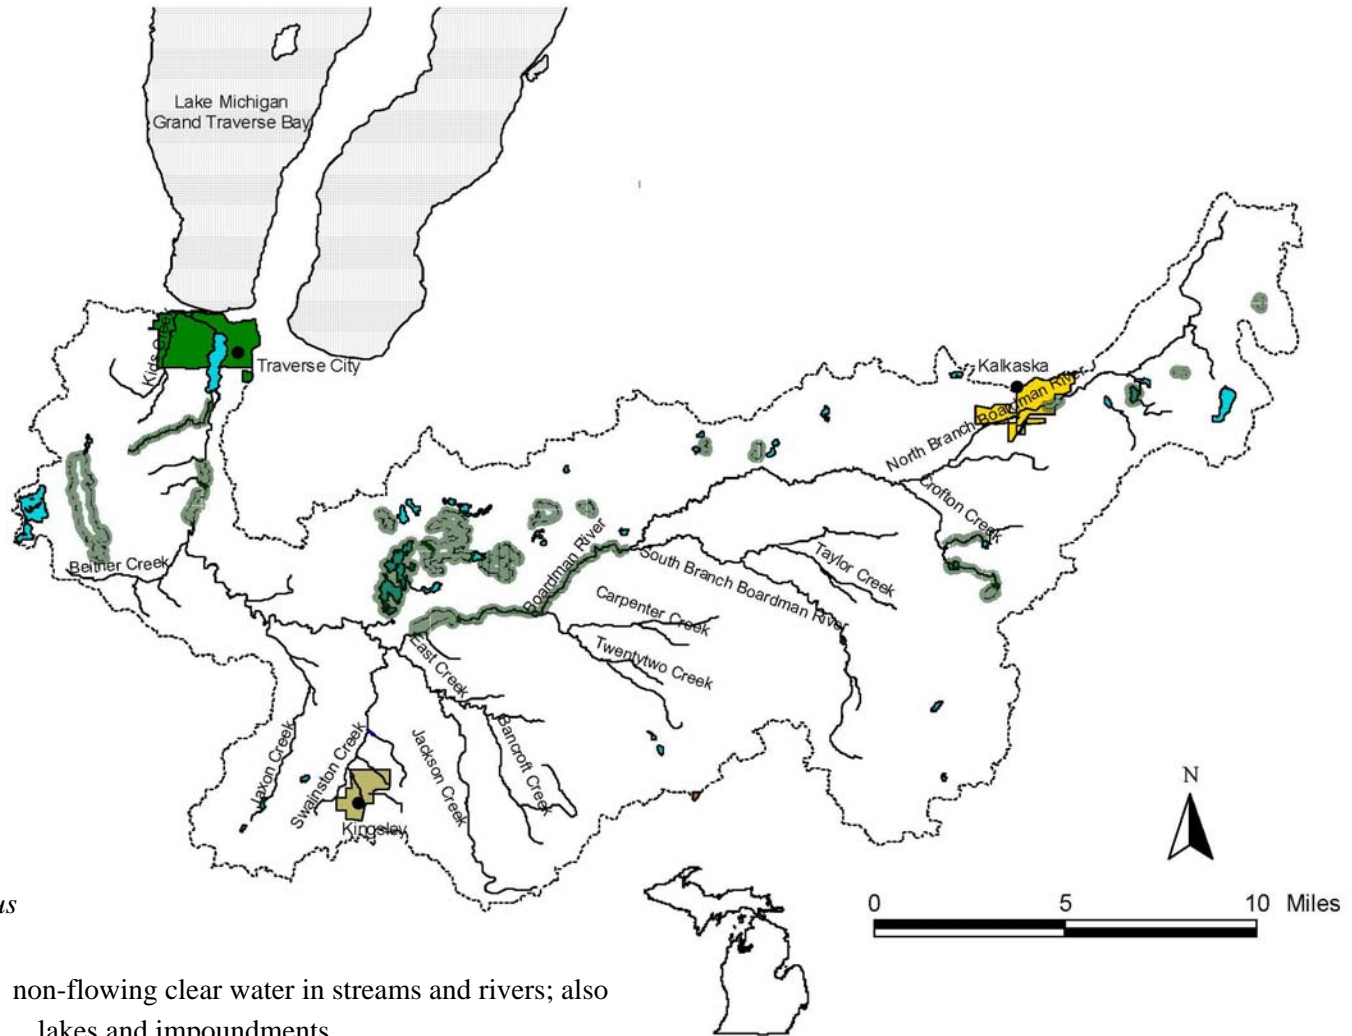 Lake Michigan
Grand Traverse Bay
Kids
Traverse City
Kalkaska
North Branch Boardman River
Crofton Creek
Taylor Creek
South Branch Boardman River
Boardman River
Carpenter Creek
Twentytwo Creek
Beitner Creek
East Creek
Jaxon Creek
Swainston Creek
Jackson Creek
Bancroft Creek
Kingsley
N
0 5 10 Miles
non-flowing clear water in streams and rivers; also
lakes and impoundments